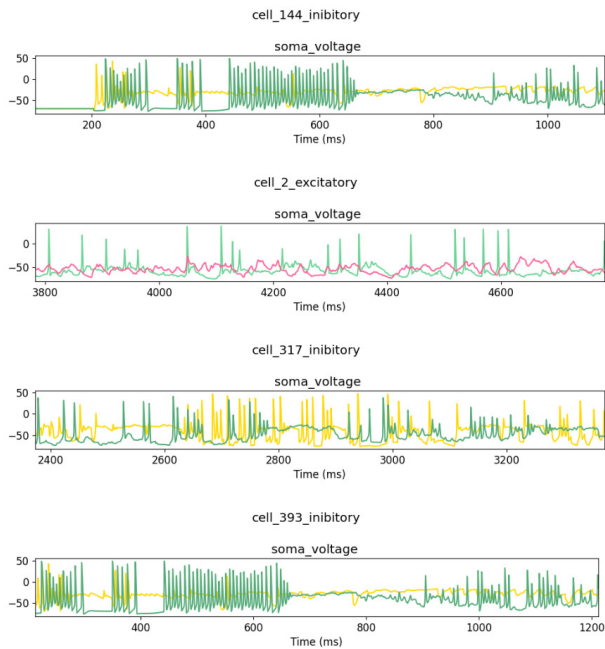 cell_144_inibitory
soma_voltage
50
0
−50
200 400 600 800 1000
Time (ms)
cell_2_excitatory
soma_voltage
0
−50
3800 4000 4200 4400 4600
Time (ms)
cell_317_inibitory
soma_voltage
50
0
−50
2400 2600 2800 3000 3200
Time (ms)
cell_393_inibitory
soma_voltage
50
0
−50
400 600 800 1000 1200
Time (ms)